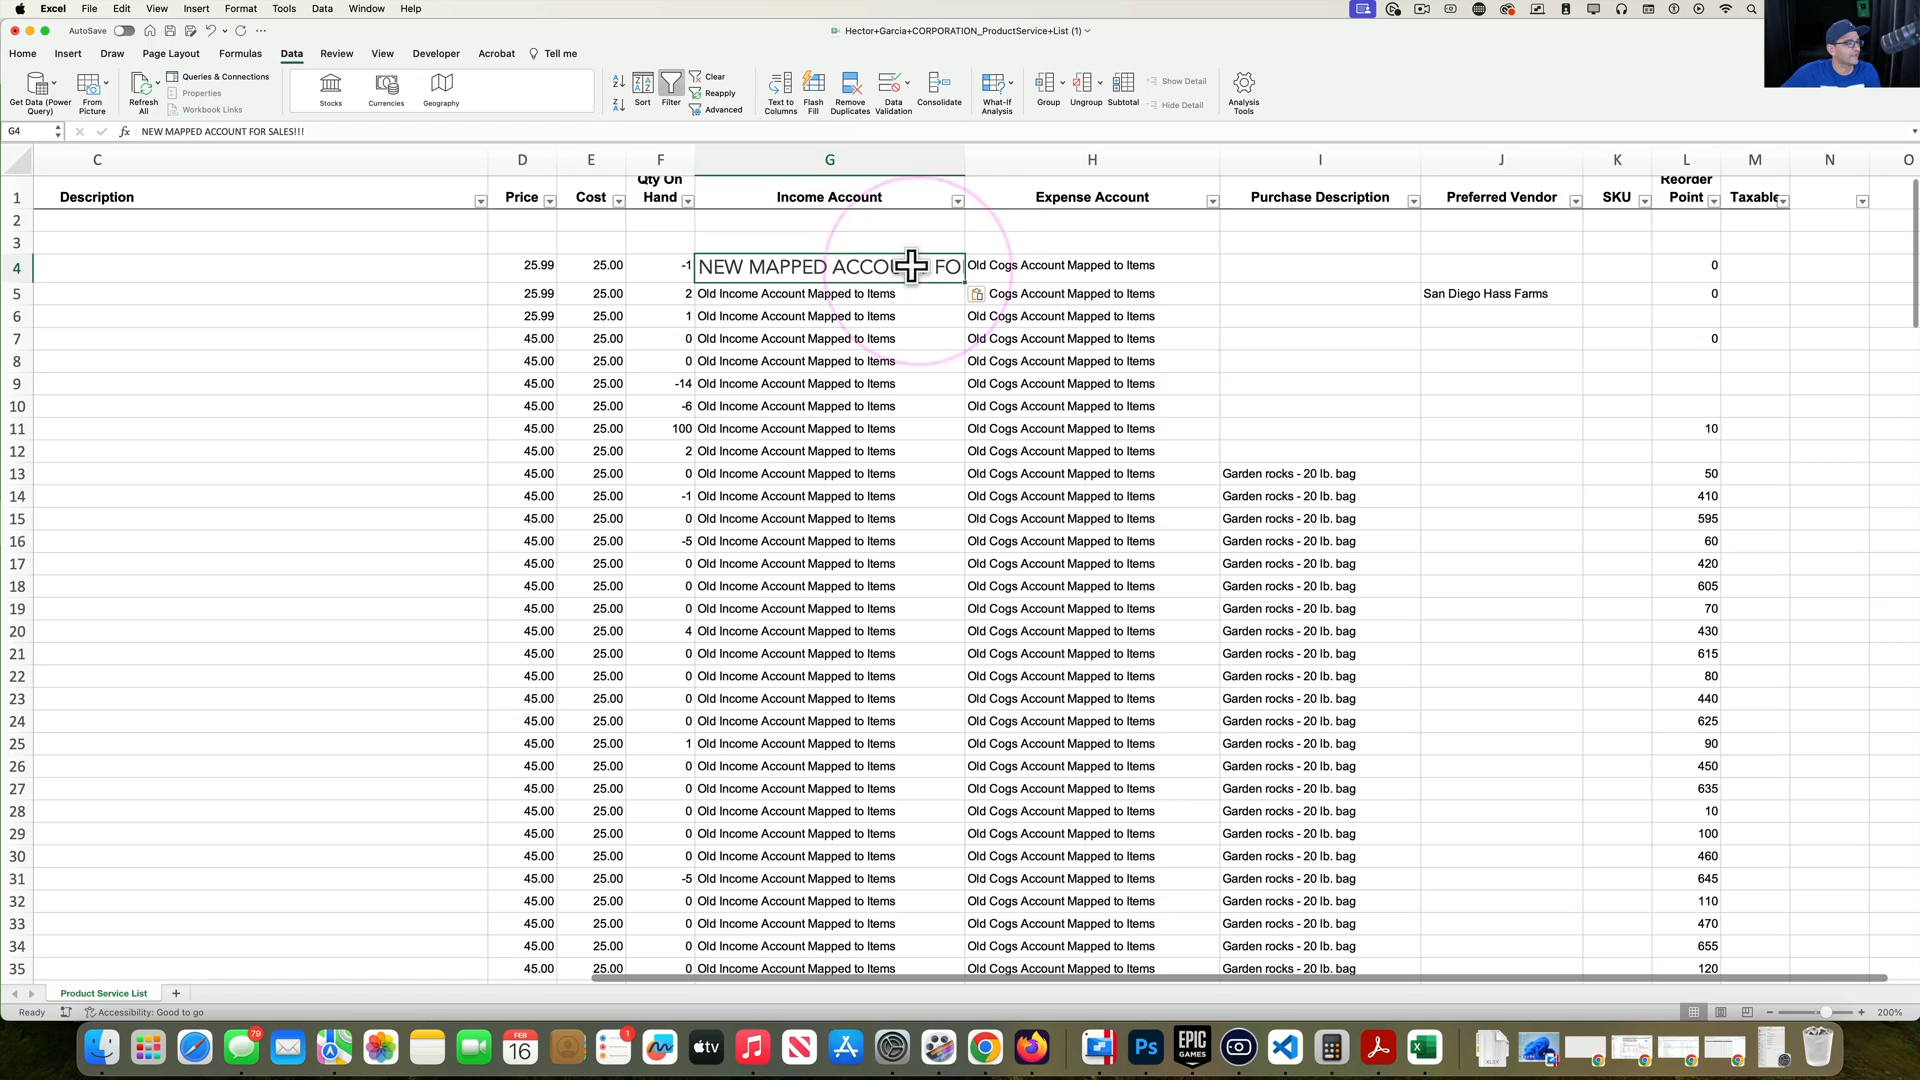 Excel File Edit View Insert Format Tools Data Window Help
AutoSave Hector+Garcia+CORPORATION_ProductService+List (1)
Home Insert Draw Page Layout Formulas Data Review View Developer Acrobat Tell me
Get Data (Power Query) From Picture Refresh All Queries & Connections Properties Workbook Links Stocks Currencies Geography Sort Filter Clear Reapply Advanced Text to Columns Flash Fill Remove Duplicates Data Validation Consolidate What-If Analysis Group Ungroup Subtotal Show Detail Hide Detail Analysis Tools
G4 fx NEW MAPPED ACCOUNT FOR SALES!!!
C D E F G H I J K L M N O
1 Description Price Cost Qty On Hand Income Account Expense Account Purchase Description Preferred Vendor SKU Reorder Point Taxable
2
3
4 25.99 25.00 -1 NEW MAPPED ACCOU FO Old Cogs Account Mapped to Items 0
5 25.99 25.00 2 Old Income Account Mapped to Items Cogs Account Mapped to Items San Diego Hass Farms 0
6 25.99 25.00 1 Old Income Account Mapped to Items Old Cogs Account Mapped to Items
7 45.00 25.00 0 Old Income Account Mapped to Items Old Cogs Account Mapped to Items 0
8 45.00 25.00 0 Old Income Account Mapped to Items Old Cogs Account Mapped to Items
9 45.00 25.00 -14 Old Income Account Mapped to Items Old Cogs Account Mapped to Items
10 45.00 25.00 -6 Old Income Account Mapped to Items Old Cogs Account Mapped to Items
11 45.00 25.00 100 Old Income Account Mapped to Items Old Cogs Account Mapped to Items 10
12 45.00 25.00 2 Old Income Account Mapped to Items Old Cogs Account Mapped to Items
13 45.00 25.00 0 Old Income Account Mapped to Items Old Cogs Account Mapped to Items Garden rocks - 20 lb. bag 50
14 45.00 25.00 -1 Old Income Account Mapped to Items Old Cogs Account Mapped to Items Garden rocks - 20 lb. bag 410
15 45.00 25.00 0 Old Income Account Mapped to Items Old Cogs Account Mapped to Items Garden rocks - 20 lb. bag 595
16 45.00 25.00 -5 Old Income Account Mapped to Items Old Cogs Account Mapped to Items Garden rocks - 20 lb. bag 60
17 45.00 25.00 0 Old Income Account Mapped to Items Old Cogs Account Mapped to Items Garden rocks - 20 lb. bag 420
18 45.00 25.00 0 Old Income Account Mapped to Items Old Cogs Account Mapped to Items Garden rocks - 20 lb. bag 605
19 45.00 25.00 0 Old Income Account Mapped to Items Old Cogs Account Mapped to Items Garden rocks - 20 lb. bag 70
20 45.00 25.00 4 Old Income Account Mapped to Items Old Cogs Account Mapped to Items Garden rocks - 20 lb. bag 430
21 45.00 25.00 0 Old Income Account Mapped to Items Old Cogs Account Mapped to Items Garden rocks - 20 lb. bag 615
22 45.00 25.00 0 Old Income Account Mapped to Items Old Cogs Account Mapped to Items Garden rocks - 20 lb. bag 80
23 45.00 25.00 0 Old Income Account Mapped to Items Old Cogs Account Mapped to Items Garden rocks - 20 lb. bag 440
24 45.00 25.00 0 Old Income Account Mapped to Items Old Cogs Account Mapped to Items Garden rocks - 20 lb. bag 625
25 45.00 25.00 1 Old Income Account Mapped to Items Old Cogs Account Mapped to Items Garden rocks - 20 lb. bag 90
26 45.00 25.00 0 Old Income Account Mapped to Items Old Cogs Account Mapped to Items Garden rocks - 20 lb. bag 450
27 45.00 25.00 0 Old Income Account Mapped to Items Old Cogs Account Mapped to Items Garden rocks - 20 lb. bag 635
28 45.00 25.00 0 Old Income Account Mapped to Items Old Cogs Account Mapped to Items Garden rocks - 20 lb. bag 10
29 45.00 25.00 0 Old Income Account Mapped to Items Old Cogs Account Mapped to Items Garden rocks - 20 lb. bag 100
30 45.00 25.00 0 Old Income Account Mapped to Items Old Cogs Account Mapped to Items Garden rocks - 20 lb. bag 460
31 45.00 25.00 -5 Old Income Account Mapped to Items Old Cogs Account Mapped to Items Garden rocks - 20 lb. bag 645
32 45.00 25.00 0 Old Income Account Mapped to Items Old Cogs Account Mapped to Items Garden rocks - 20 lb. bag 110
33 45.00 25.00 0 Old Income Account Mapped to Items Old Cogs Account Mapped to Items Garden rocks - 20 lb. bag 470
34 45.00 25.00 0 Old Income Account Mapped to Items Old Cogs Account Mapped to Items Garden rocks - 20 lb. bag 655
35 45.00 25.00 0 Old Income Account Mapped to Items Old Cogs Account Mapped to Items Garden rocks - 20 lb. bag 120
Product Service List
Ready Accessibility: Good to go 200%
79 FEB 16 1 tv Ps EPIC GAMES XLSX